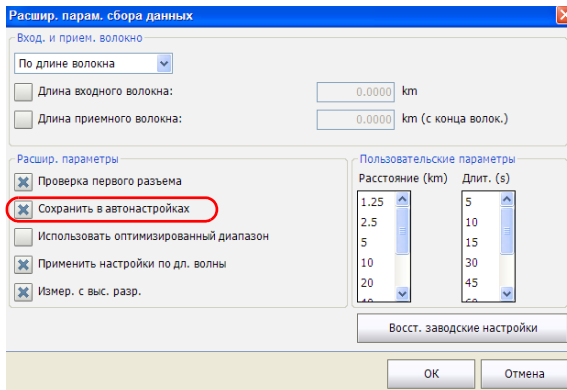 Расшир. парам. сбора данных
Вход. и прием. волокно
По длине волокна
Длина входного волокна: 0.0000 km
Длина приемного волокна: 0.0000 km (с конца волок.)
Расшир. параметры
Проверка первого разъема
Сохранить в автонастройках
Использовать оптимизированный диапазон
Применить настройки по дл. волны
Измер. с выс. разр.
Пользовательские параметры
Расстояние (km) Длит. (s)
1.25 5
2.5 10
5 15
10 30
20 45
Восст. заводские настройки
ОК Отмена